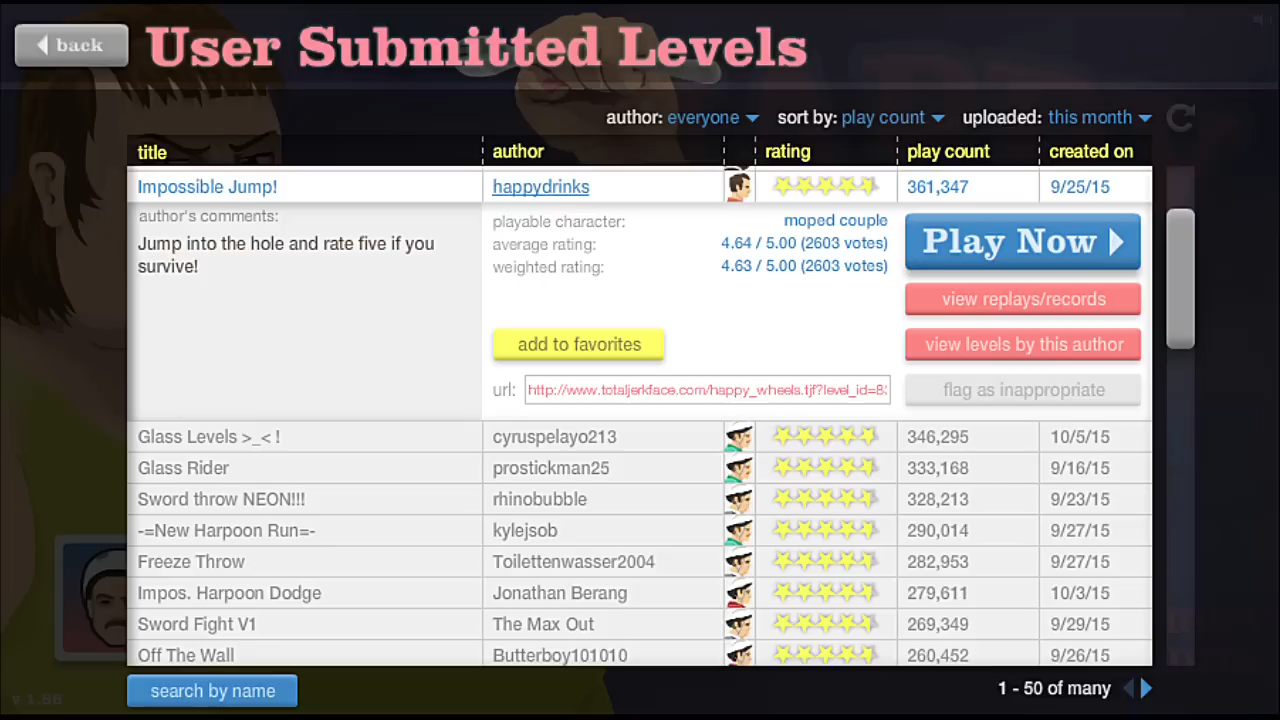 back
User Submitted Levels
author: everyone sort by: play count uploaded: this month
title author rating play count created on
Impossible Jump! happydrinks 361,347 9/25/15
author's comments:
Jump into the hole and rate five if you
survive!
playable character: moped couple
average rating: 4.64 / 5.00 (2603 votes)
weighted rating: 4.63 / 5.00 (2603 votes)
Play Now
view replays/records
add to favorites
view levels by this author
url: http://www.totaljerkface.com/happy_wheels.tjf?level_id=8
flag as inappropriate
Glass Levels >_< ! cyruspelayo213 346,295 10/5/15
Glass Rider prostickman25 333,168 9/16/15
Sword throw NEON!!! rhinobubble 328,213 9/23/15
-=New Harpoon Run=- kylejsob 290,014 9/27/15
Freeze Throw Toilettenwasser2004 282,953 9/27/15
Impos. Harpoon Dodge Jonathan Berang 279,611 10/3/15
Sword Fight V1 The Max Out 269,349 9/29/15
Off The Wall Butterboy101010 260,452 9/26/15
search by name
1 - 50 of many